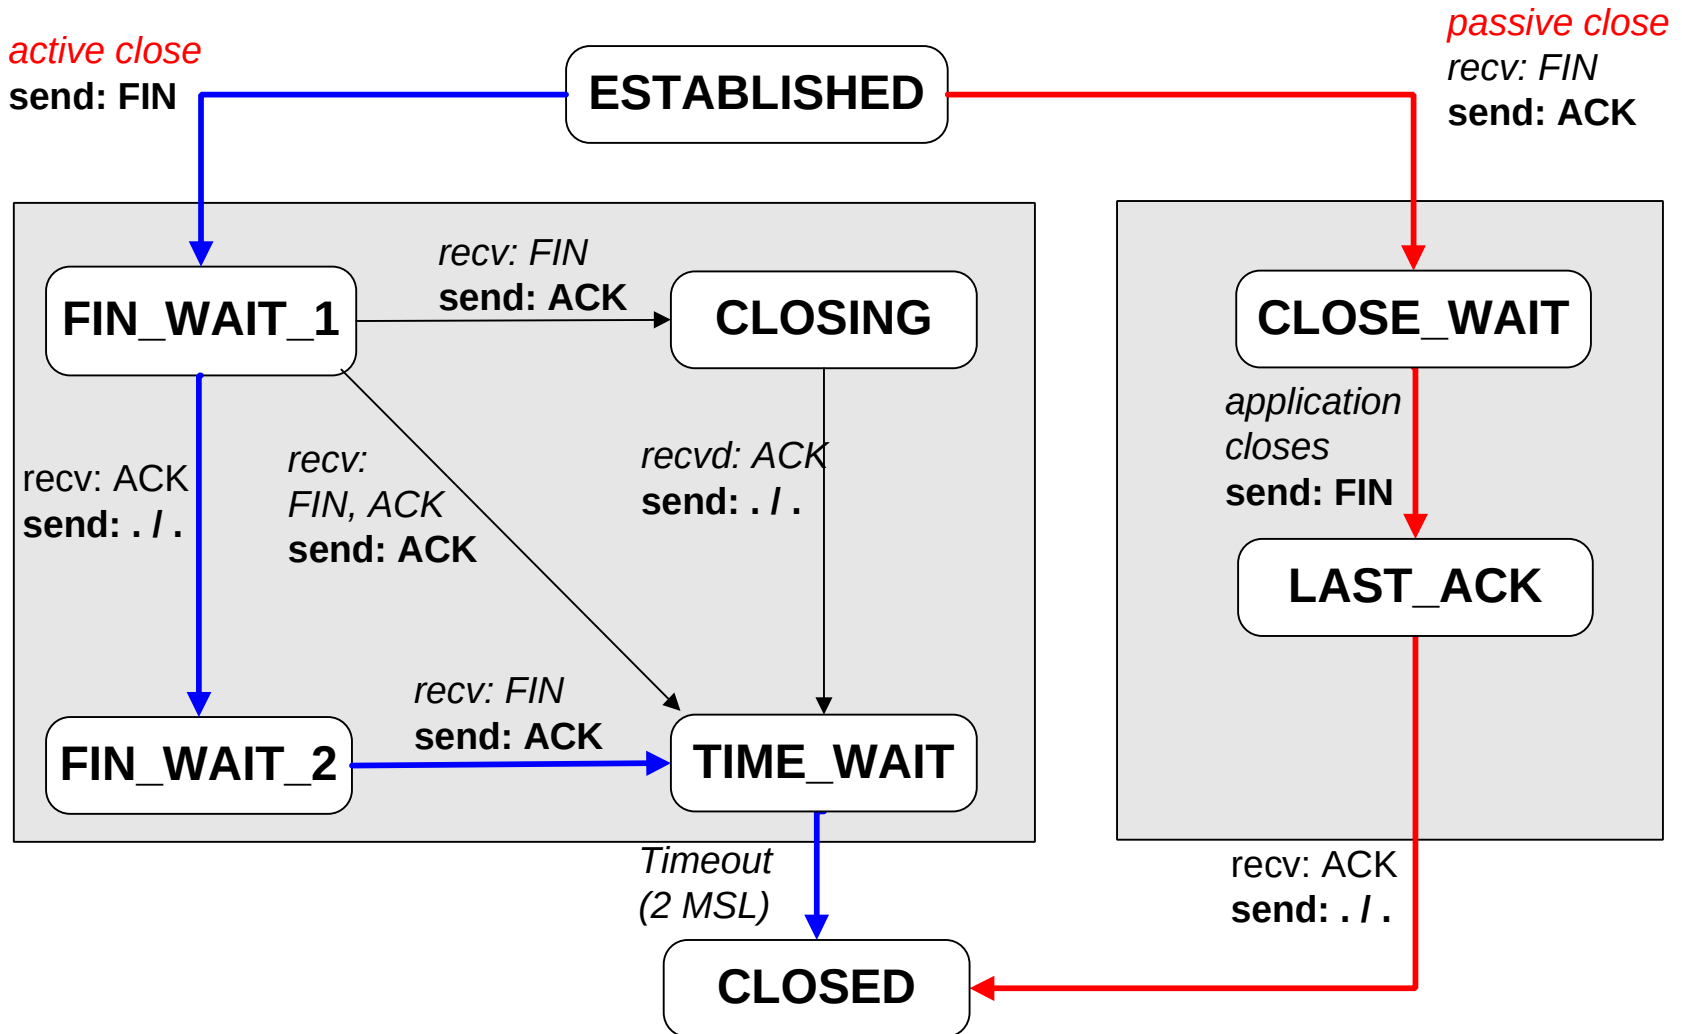 active close
send: FIN
ESTABLISHED
passive close
recv: FIN
send: ACK
FIN_WAIT_1
recv: FIN
send: ACK
CLOSING
CLOSE_WAIT
recv: ACK
send: . / .
recv:
FIN, ACK
send: ACK
recvd: ACK
send: . / .
application
closes
send: FIN
LAST_ACK
FIN_WAIT_2
recv: FIN
send: ACK
TIME_WAIT
Timeout
(2 MSL)
recv: ACK
send: . / .
CLOSED